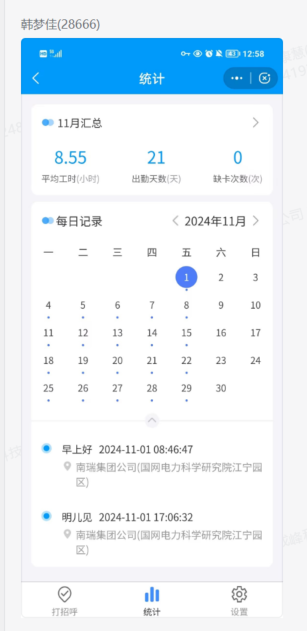 韩梦佳(28666)
12:58
统计
11月汇总
8.55 21 0
平均工时(小时) 出勤天数(天) 缺卡次数(次)
每日记录 2024年11月
一 二 三 四 五 六 日
1 2 3
4 5 6 7 8 9 10
11 12 13 14 15 16 17
18 19 20 21 22 23 24
25 26 27 28 29 30
早上好 2024-11-01 08:46:47
南瑞集团公司(国网电力科学研究院江宁园
区)
明儿见 2024-11-01 17:06:32
南瑞集团公司(国网电力科学研究院江宁园
区)
打招呼 统计 设置